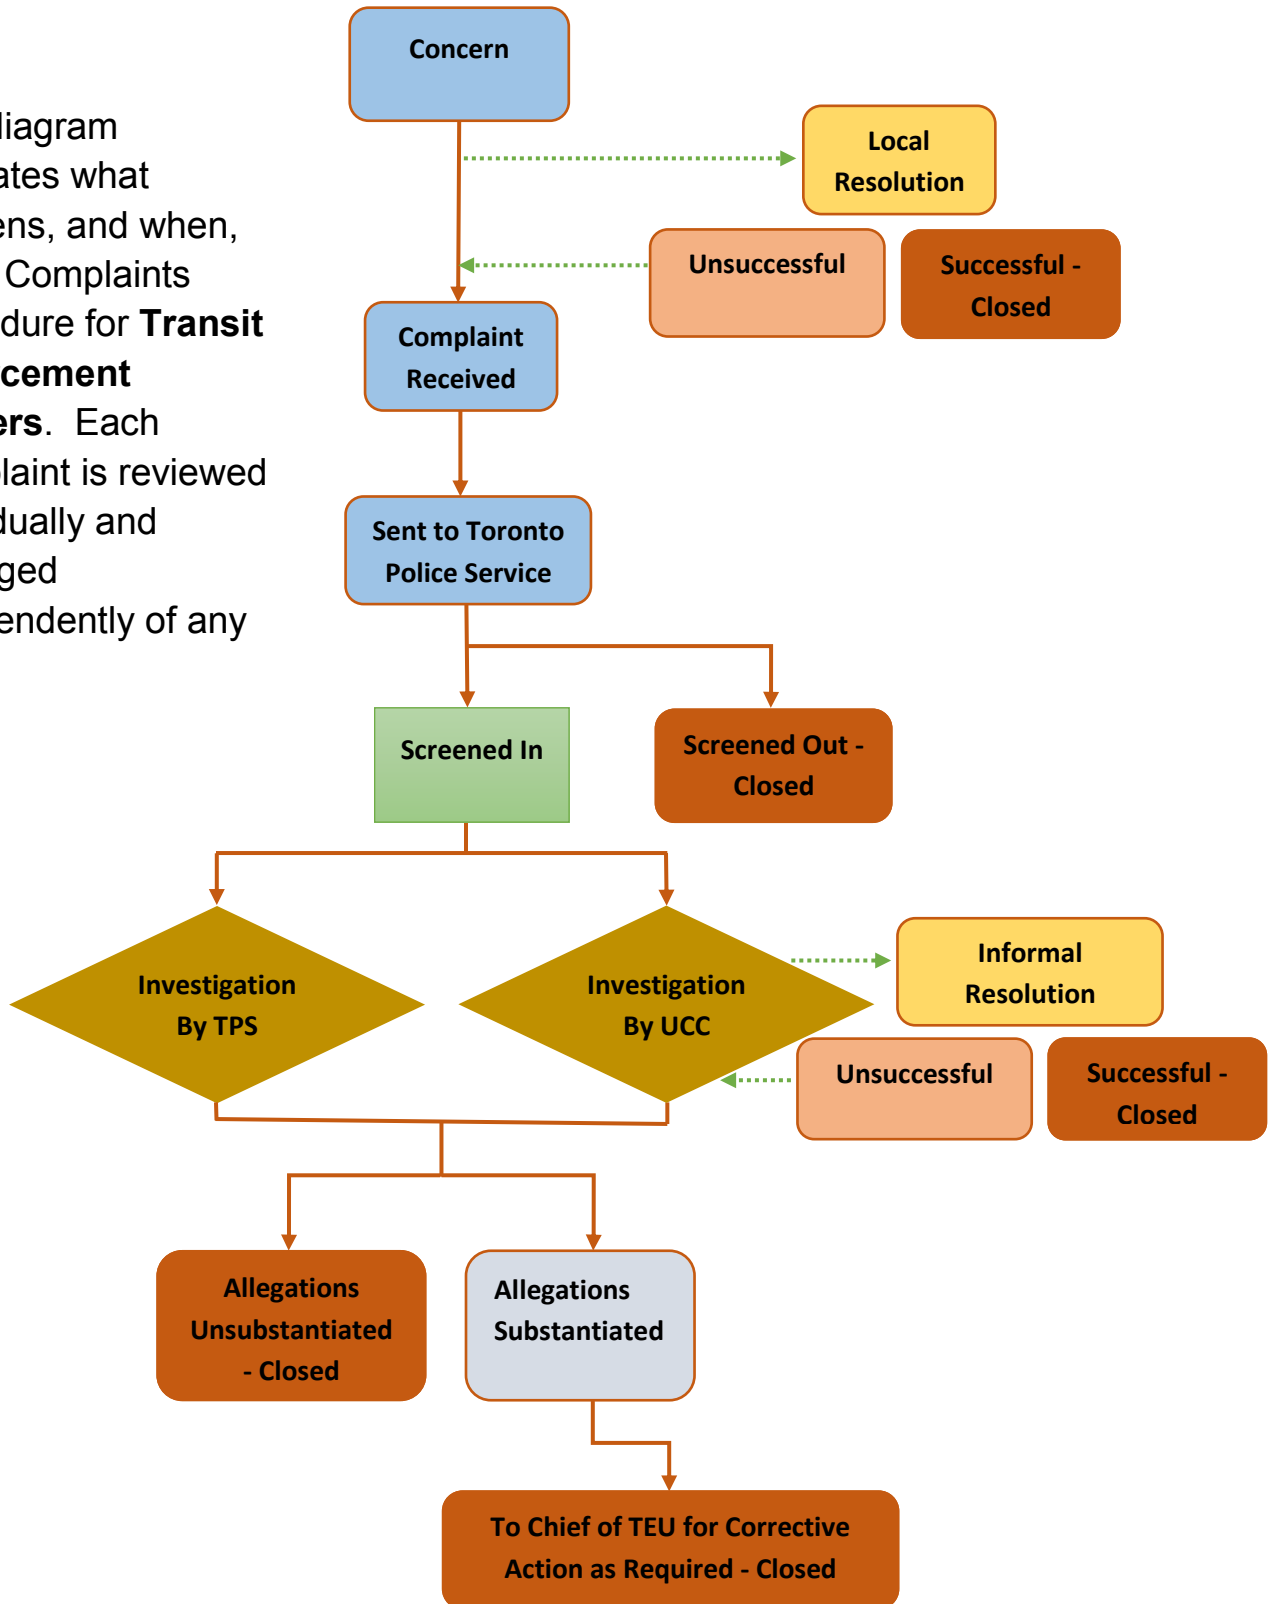 Concern
diagram
ates what
ens, and when,
Complaints
dure for Transit
cement
ers. Each
laint is reviewed
dually and
ged
endently of any
Local
Resolution
Unsuccessful
Successful -
Closed
Complaint
Received
Sent to Toronto
Police Service
Screened In
Screened Out -
Closed
Investigation
By TPS
Investigation
By UCC
Informal
Resolution
Unsuccessful
Successful -
Closed
Allegations
Unsubstantiated
- Closed
Allegations
Substantiated
To Chief of TEU for Corrective
Action as Required - Closed